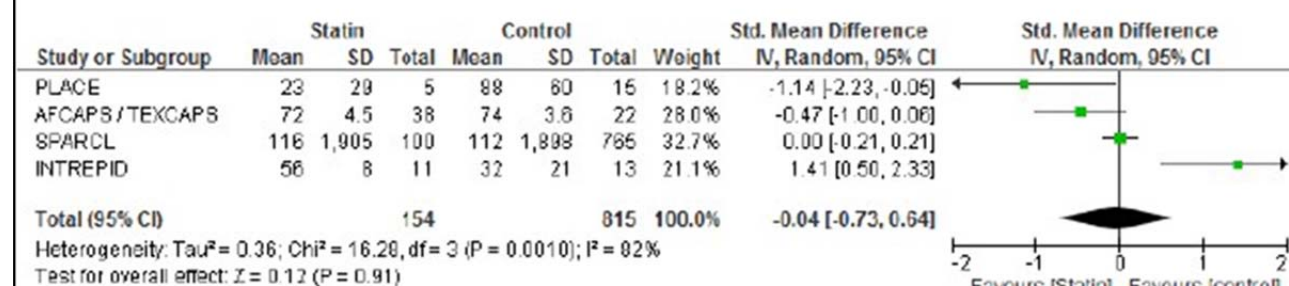 Statin Control Std. Mean Difference Std. Mean Difference
Study or Subgroup Mean SD Total Mean SD Total Weight IV, Random, 95% CI IV, Random, 95% CI
PLACE 23 29 5 88 60 15 18.2% -1.14 [-2.23, -0.05]
AFCAPS / TEXCAPS 72 4.5 38 74 3.6 22 28.0% -0.47 [-1.00, 0.06]
SPARCL 116 1,905 100 112 1,898 765 32.7% 0.00 [-0.21, 0.21]
INTREPID 56 8 11 32 21 13 21.1% 1.41 [0.50, 2.33]
Total (95% CI) 154 815 100.0% -0.04 [-0.73, 0.64]
Heterogeneity: Tau² = 0.36; Chi² = 16.28, df = 3 (P = 0.0010); I² = 82%
Test for overall effect: Z = 0.12 (P = 0.91)
-2 -1 0 1 2
Favours [Statin] Favours [control]